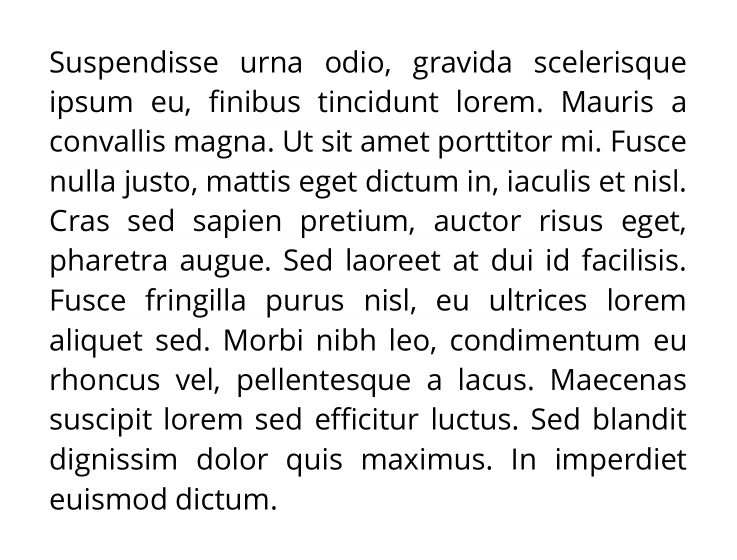 Suspendisse urna odio, gravida scelerisque
ipsum eu, finibus tincidunt lorem. Mauris a
convallis magna. Ut sit amet porttitor mi. Fusce
nulla justo, mattis eget dictum in, iaculis et nisl.
Cras sed sapien pretium, auctor risus eget,
pharetra augue. Sed laoreet at dui id facilisis.
Fusce fringilla purus nisl, eu ultrices lorem
aliquet sed. Morbi nibh leo, condimentum eu
rhoncus vel, pellentesque a lacus. Maecenas
suscipit lorem sed efficitur luctus. Sed blandit
dignissim dolor quis maximus. In imperdiet
euismod dictum.